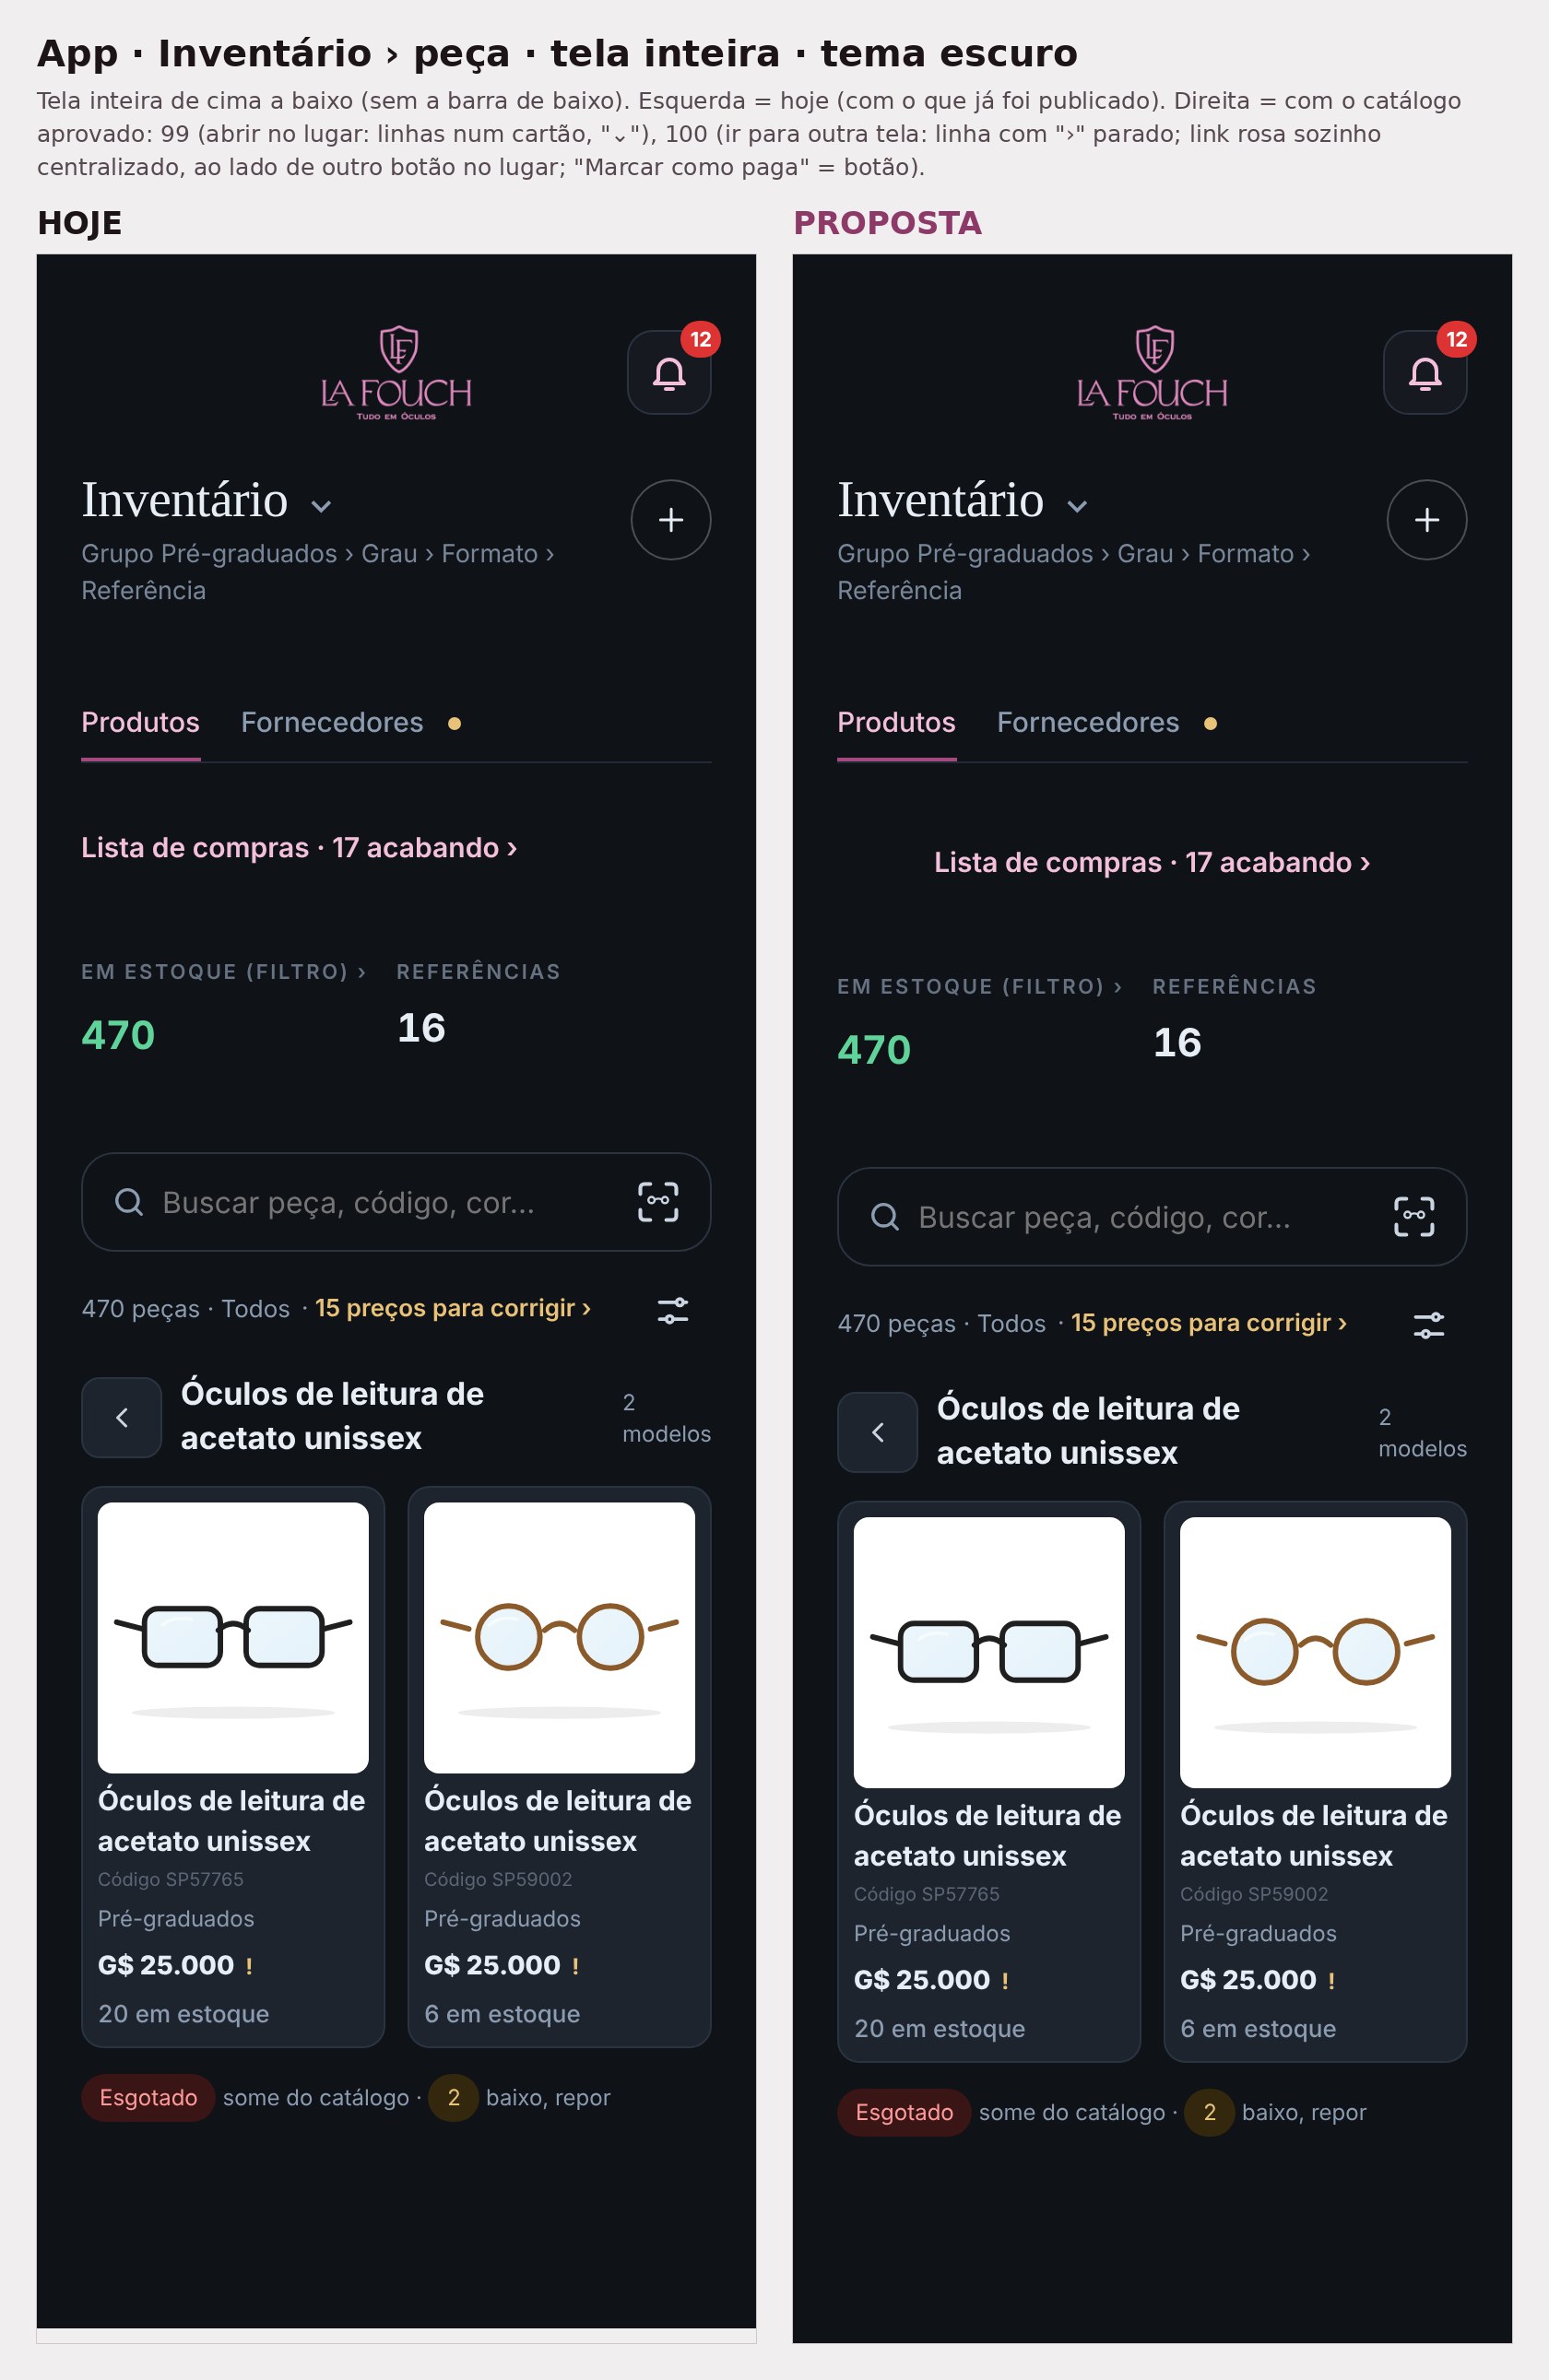 App · Inventário › peça · tela inteira · tema escuro
Tela inteira de cima a baixo (sem a barra de baixo). Esquerda = hoje (com o que já foi publicado). Direita = com o catálogo
aprovado: 99 (abrir no lugar: linhas num cartão, "⌄"), 100 (ir para outra tela: linha com "›" parado; link rosa sozinho
centralizado, ao lado de outro botão no lugar; "Marcar como paga" = botão).
HOJE
12
LF
LA FOUCH
TUDO EM ÓCULOS
Inventário
Grupo Pré-graduados › Grau › Formato ›
Referência
Produtos
Fornecedores
Lista de compras · 17 acabando ›
EM ESTOQUE (FILTRO) ›
REFERÊNCIAS
470
16
Buscar peça, código, cor...
470 peças · Todos · 15 preços para corrigir ›
Óculos de leitura de
acetato unissex
2
modelos
Óculos de leitura de
acetato unissex
Código SP57765
Pré-graduados
G$ 25.000 !
20 em estoque
Óculos de leitura de
acetato unissex
Código SP59002
Pré-graduados
G$ 25.000 !
6 em estoque
Esgotado some do catálogo · 2 baixo, repor
PROPOSTA
12
LF
LA FOUCH
TUDO EM ÓCULOS
Inventário
Grupo Pré-graduados › Grau › Formato ›
Referência
Produtos
Fornecedores
Lista de compras · 17 acabando ›
EM ESTOQUE (FILTRO) ›
REFERÊNCIAS
470
16
Buscar peça, código, cor...
470 peças · Todos · 15 preços para corrigir ›
Óculos de leitura de
acetato unissex
2
modelos
Óculos de leitura de
acetato unissex
Código SP57765
Pré-graduados
G$ 25.000 !
20 em estoque
Óculos de leitura de
acetato unissex
Código SP59002
Pré-graduados
G$ 25.000 !
6 em estoque
Esgotado some do catálogo · 2 baixo, repor